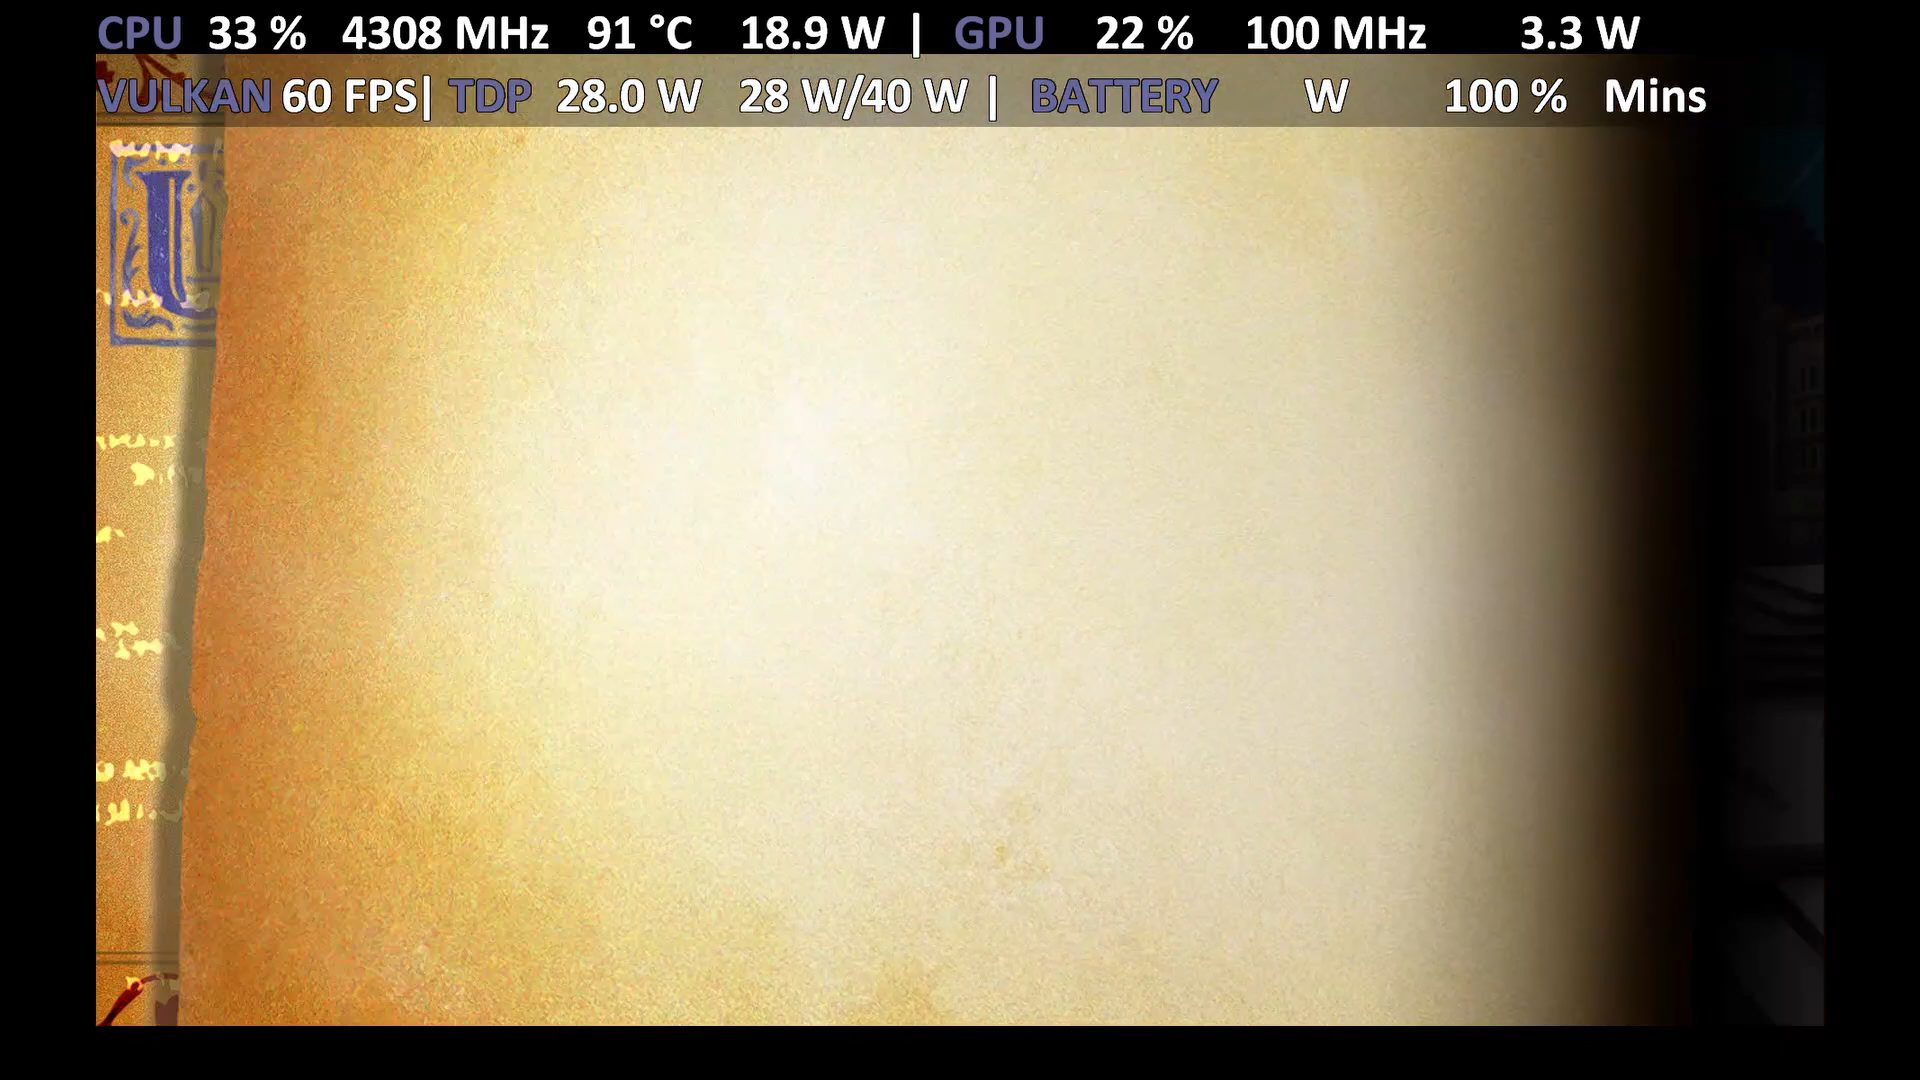 CPU 33 % 4308 MHz 91 °C 18.9 W | GPU 22 % 100 MHz 3.3 W
VULKAN 60 FPS| TDP 28.0 W 28 W/40 W | BATTERY W 100 % Mins